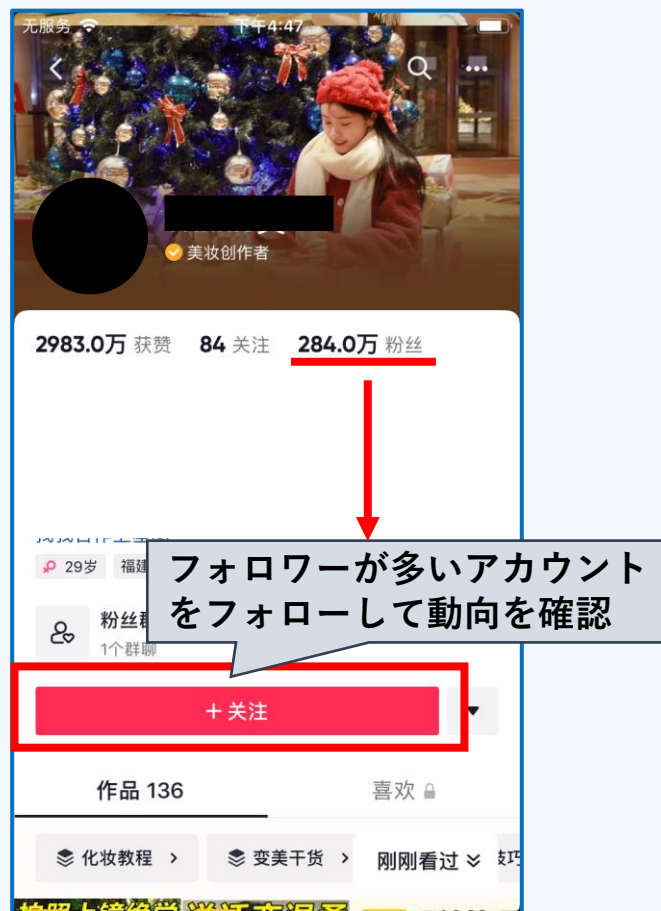 无服务 下午4:47
美妆创作者
2983.0万 获赞 84 关注 284.0万 粉丝
29岁 福建
フォロワーが多いアカウント
をフォローして動向を確認
粉丝群
1个群聊
+ 关注
作品 136 喜欢
化妆教程 变美干货 刚刚看过 技巧